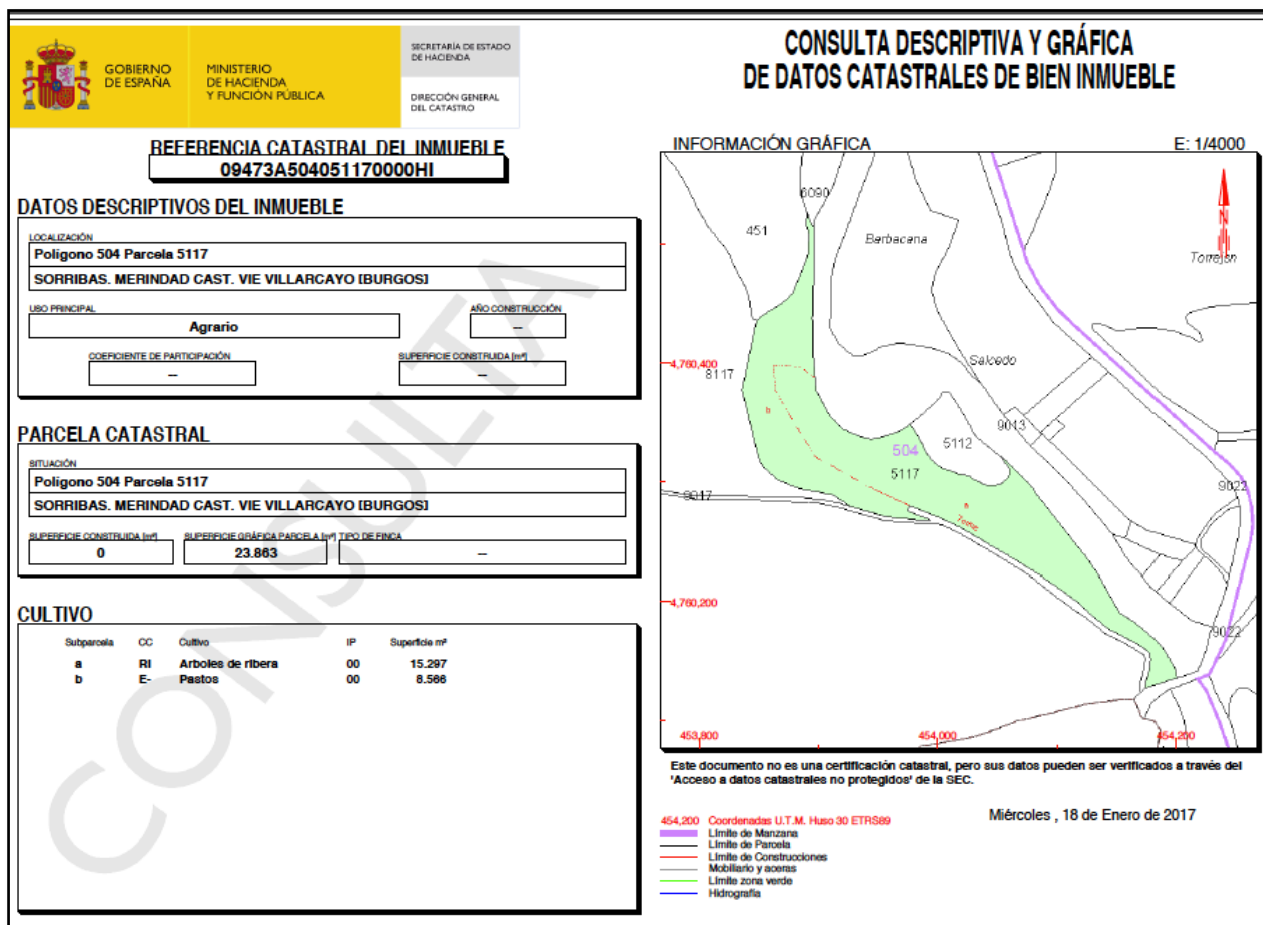 GOBIERNO
DE ESPAÑA
MINISTERIO
DE HACIENDA
Y FUNCIÓN PÚBLICA
SECRETARÍA DE ESTADO
DE HACIENDA
DIRECCIÓN GENERAL
DEL CATASTRO
CONSULTA DESCRIPTIVA Y GRÁFICA
DE DATOS CATASTRALES DE BIEN INMUEBLE
REFERENCIA CATASTRAL DEL INMUEBLE
09473A504051170000HI
DATOS DESCRIPTIVOS DEL INMUEBLE
LOCALIZACIÓN
Polígono 504 Parcela 5117
SORRIBAS. MERINDAD CAST. VIE VILLARCAYO [BURGOS]
USO PRINCIPAL
Agrario
AÑO CONSTRUCCIÓN
--
COEFICIENTE DE PARTICIPACIÓN
--
SUPERFICIE CONSTRUIDA [m²]
--
PARCELA CATASTRAL
SITUACIÓN
Polígono 504 Parcela 5117
SORRIBAS. MERINDAD CAST. VIE VILLARCAYO [BURGOS]
SUPERFICIE CONSTRUIDA [m²]
0
SUPERFICIE GRÁFICA PARCELA [m²]
23.863
TIPO DE FINCA
--
CULTIVO
Subparcela CC Cultivo IP Superficie m²
a RI Arboles de ribera 00 15.297
b E- Pastos 00 8.566
CONSULTA
INFORMACIÓN GRÁFICA E: 1/4000
6090
451
Barbacana
N
Torrejón
4,760,400
8117
Salcedo
9013
504
5112
5117
9017
9022
b
a
4,760,200
9022
453,800 454,000 454,200
Este documento no es una certificación catastral, pero sus datos pueden ser verificados a través del
'Acceso a datos catastrales no protegidos' de la SEC.
454,200 Coordenadas U.T.M. Huso 30 ETRS89
Límite de Manzana
Límite de Parcela
Límite de Construcciones
Mobiliario y aceras
Límite zona verde
Hidrografía
Miércoles , 18 de Enero de 2017